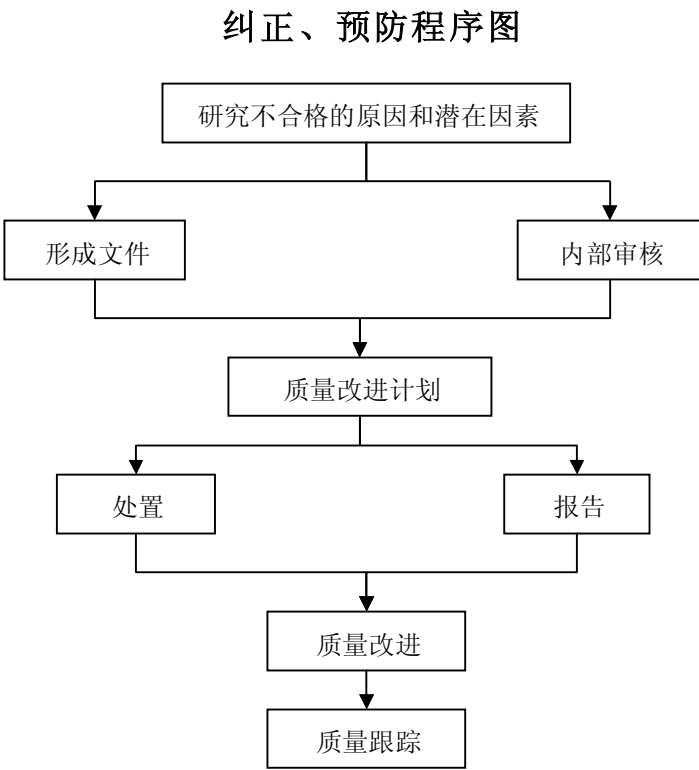 纠正、预防程序图
研究不合格的原因和潜在因素
形成文件
内部审核
质量改进计划
处置
报告
质量改进
质量跟踪